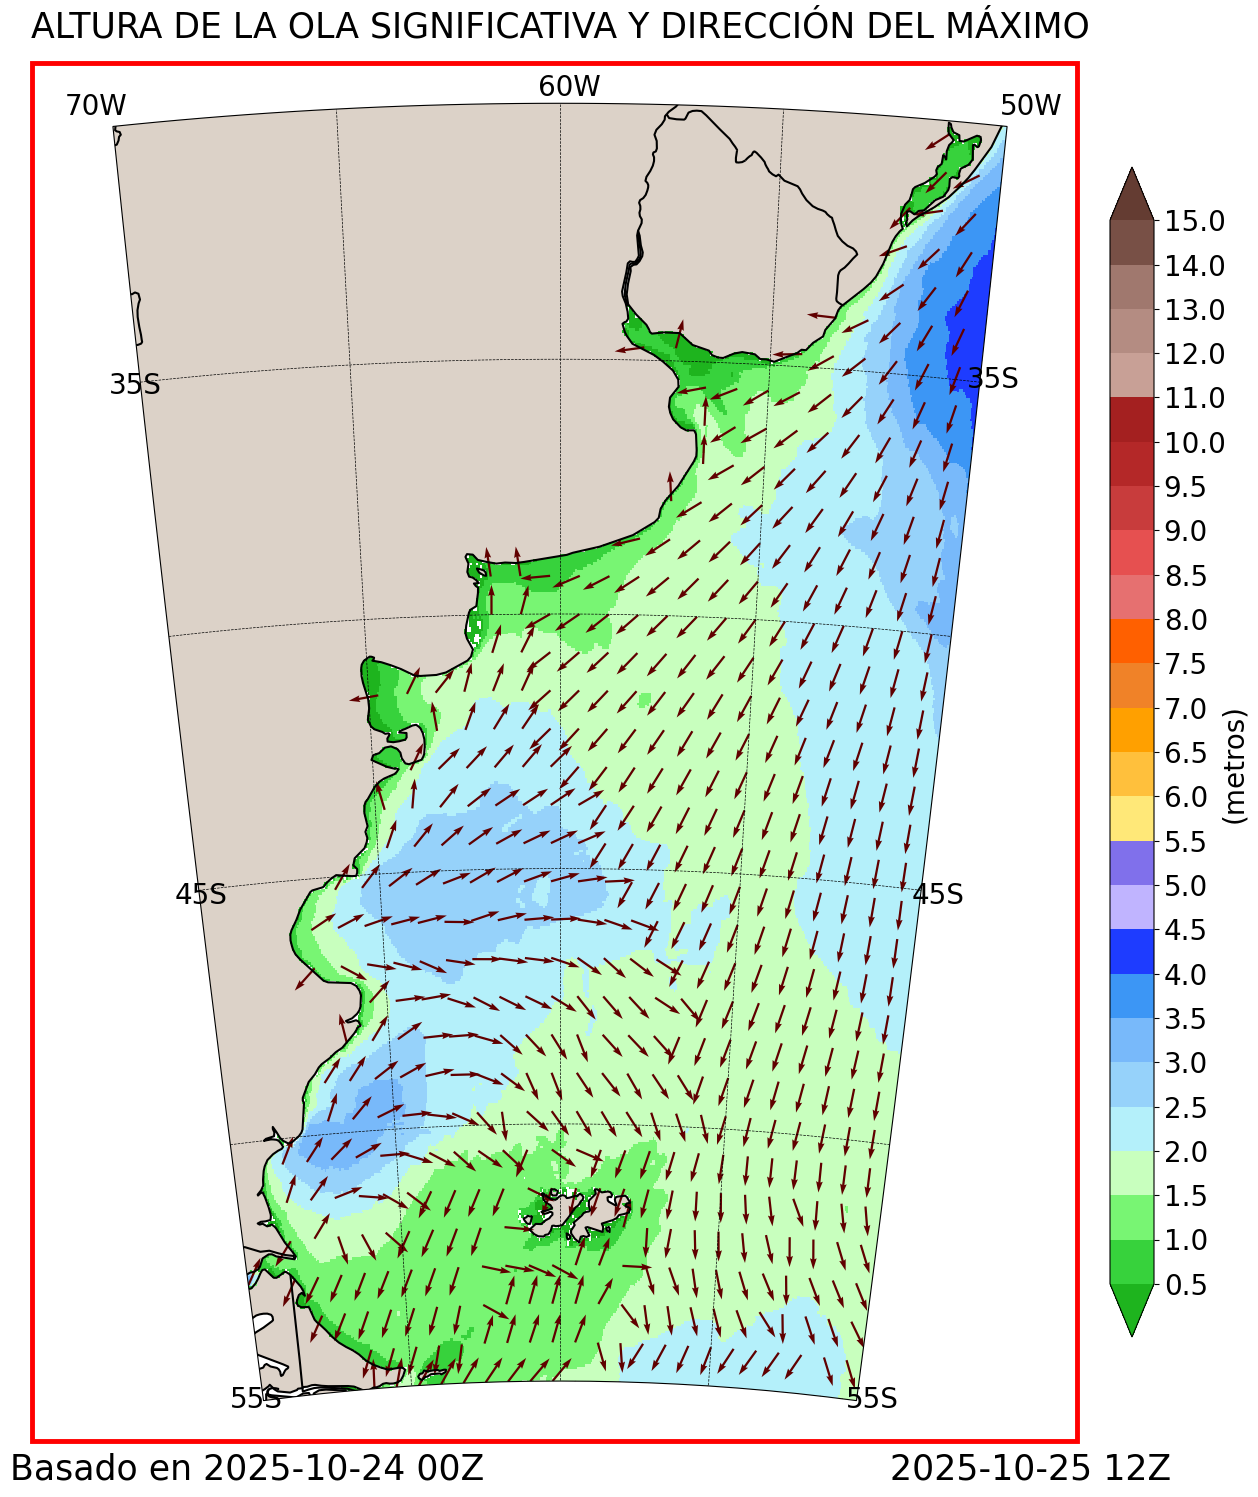 ALTURA DE LA OLA SIGNIFICATIVA Y DIRECCIÓN DEL MÁXIMO
70W
60W
50W
35S
35S
45S
45S
55S
55S
15.0
14.0
13.0
12.0
11.0
10.0
9.5
9.0
8.5
8.0
7.5
7.0
6.5
6.0
5.5
5.0
4.5
4.0
3.5
3.0
2.5
2.0
1.5
1.0
0.5
(metros)
Basado en 2025-10-24 00Z
2025-10-25 12Z